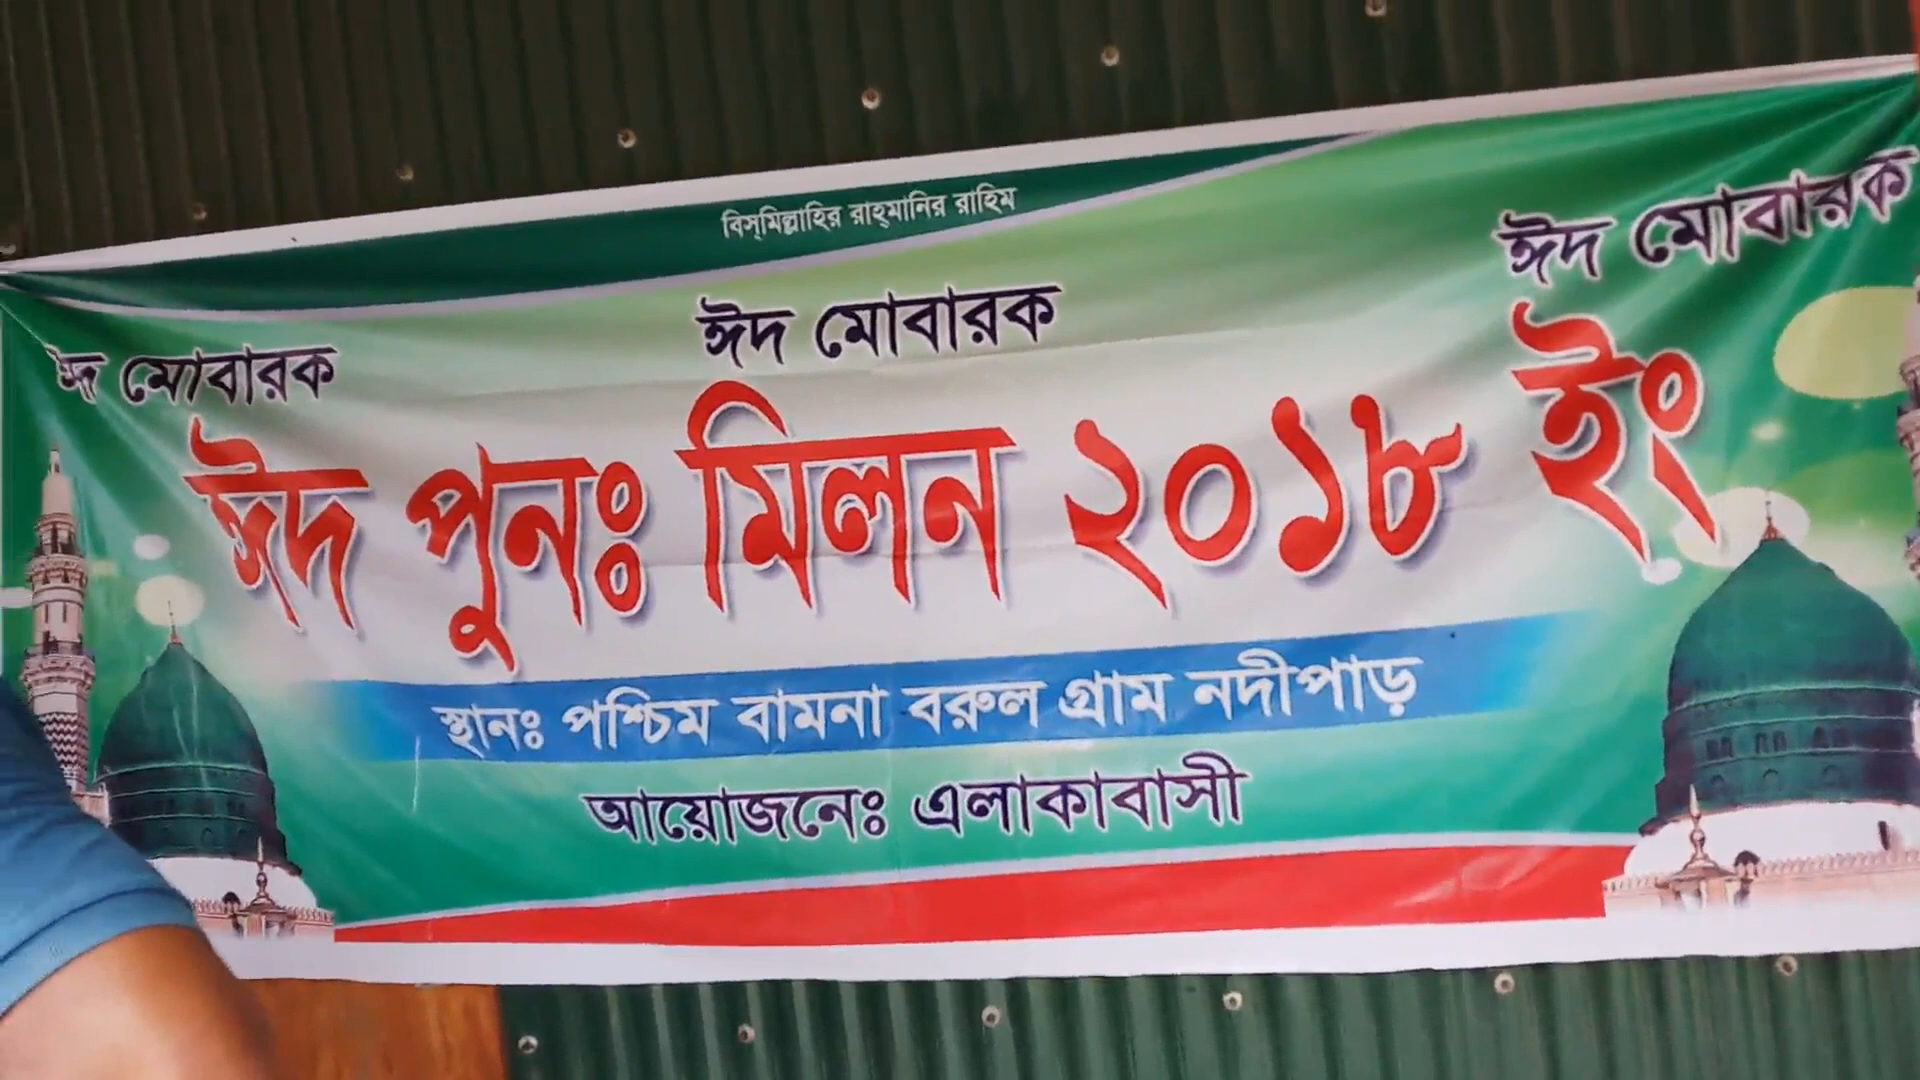 বিস্‌মিল্লাহির রাহ্‌মানির রাহিম
ঈদ মোবারক
ঈদ মোবারক
ঈদ মোবারক
ঈদ পুনঃ মিলন ২০১৮ ইং
স্থানঃ পশ্চিম বামনা বরুল গ্রাম নদীপাড়
আয়োজনেঃ এলাকাবাসী